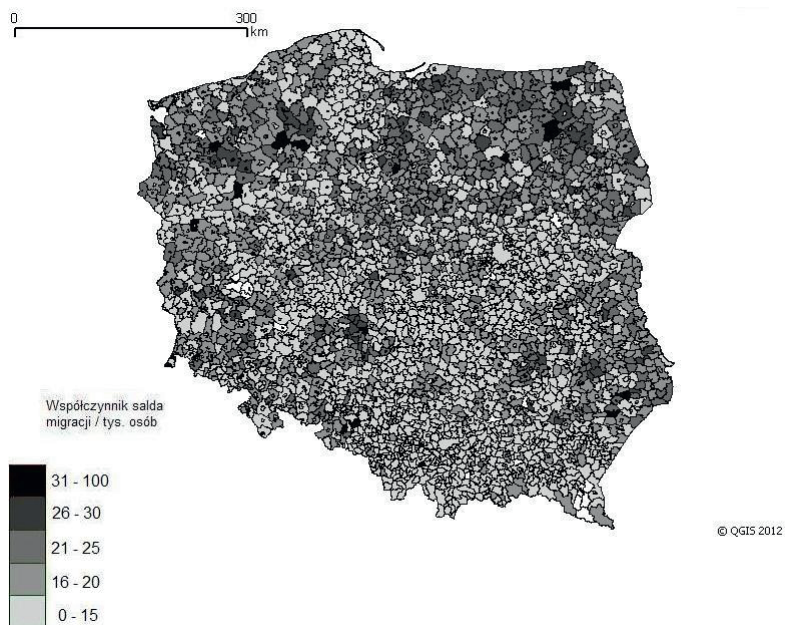 0 300
km
Współczynnik salda
migracji / tys. osób
31 - 100
26 - 30
21 - 25
16 - 20
0 - 15
© QGIS 2012